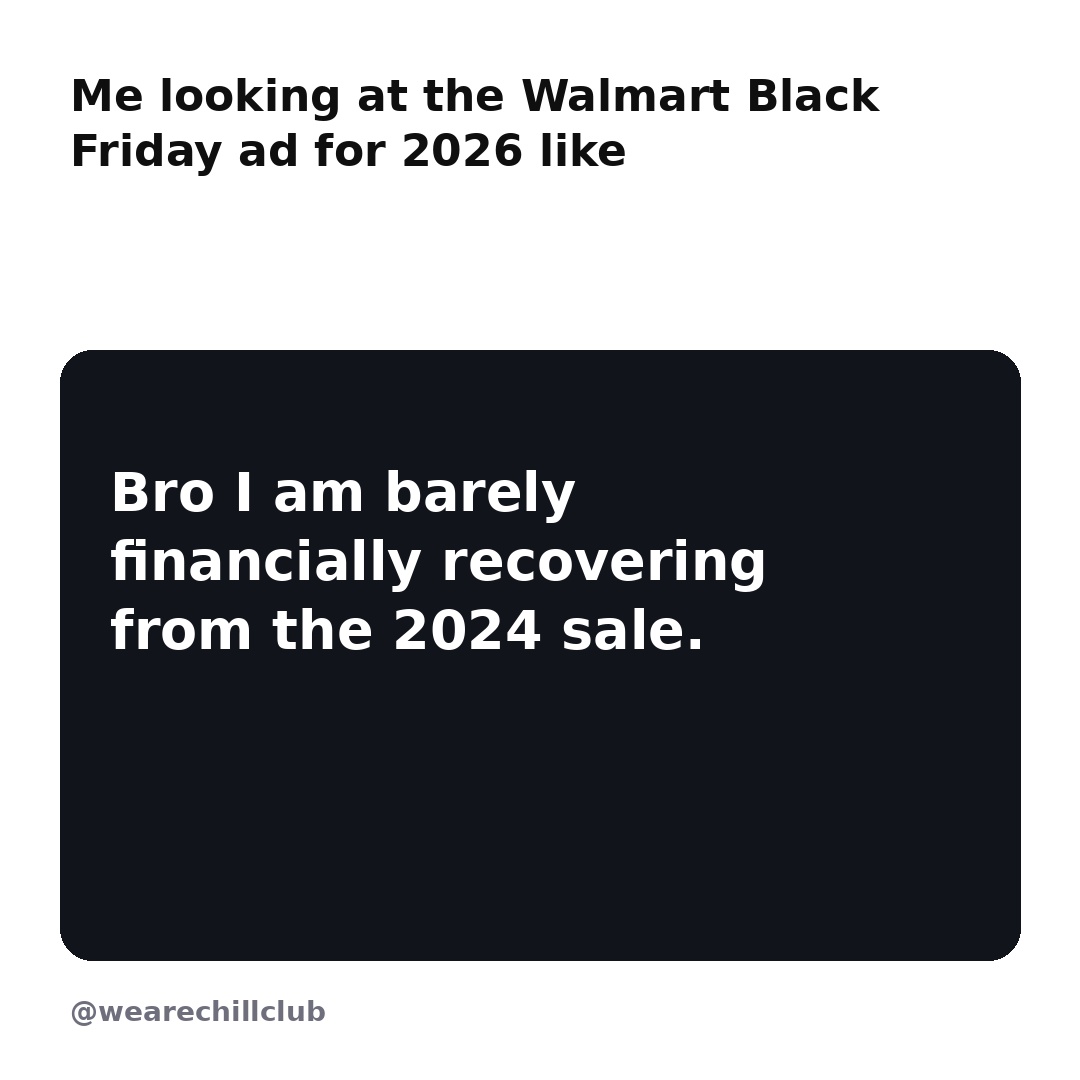 Me looking at the Walmart Black
Friday ad for 2026 like
Bro I am barely
financially recovering
from the 2024 sale.
@wearechillclub